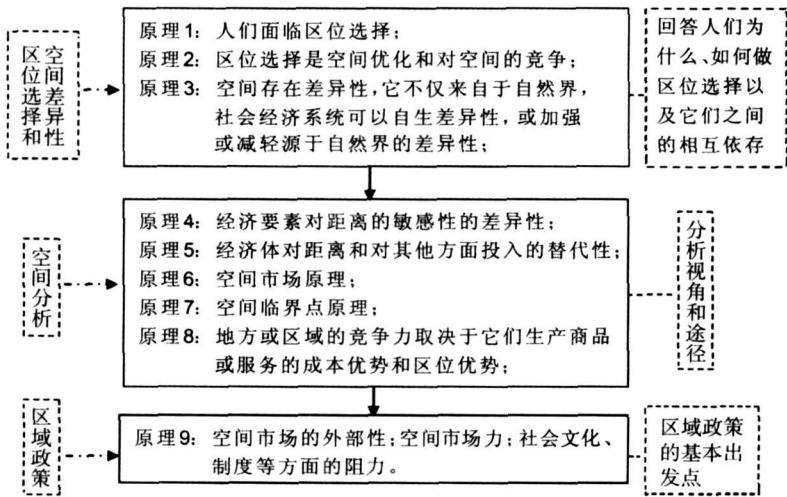 区位选择和
空间差异性
原理1：人们面临区位选择；
原理2：区位选择是空间优化和对空间的竞争；
原理3：空间存在差异性，它不仅来自于自然界，
社会经济系统可以自生差异性，或加强
或减轻源于自然界的差异性；
回答人们为
什么、如何做
区位选择以
及它们之间
的相互依存
空间分析
原理4：经济要素对距离的敏感性的差异性；
原理5：经济体对距离和对其他方面投入的替代性；
原理6：空间市场原理；
原理7：空间临界点原理；
原理8：地方或区域的竞争力取决于它们生产商品
或服务的成本优势和区位优势；
分析视角和途径
区域政策
原理9：空间市场的外部性；空间市场力；社会文化、
制度等方面的阻力。
区域政策
的基本出
发点